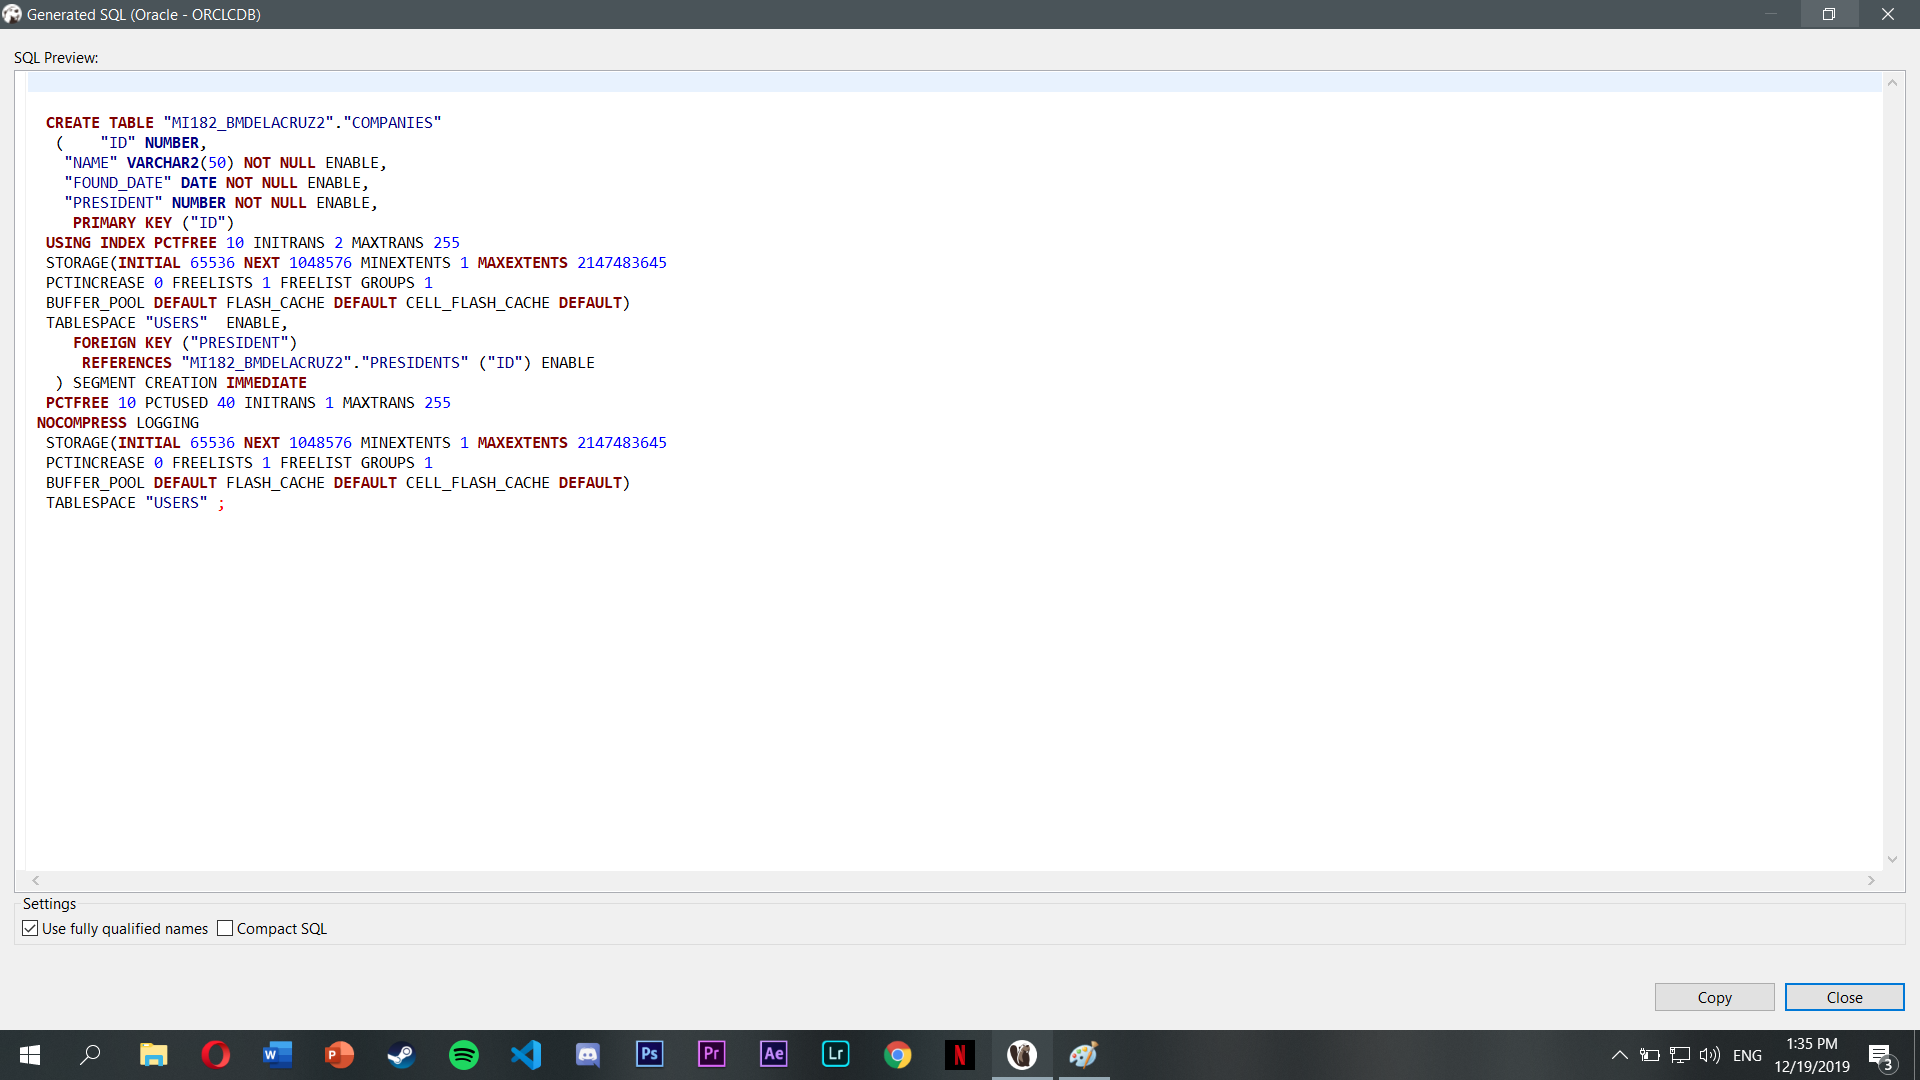 Generated SQL (Oracle - ORCLCDB)
SQL Preview:
CREATE TABLE "MI182_BMDELACRUZ2"."COMPANIES"
(    "ID" NUMBER,
"NAME" VARCHAR2(50) NOT NULL ENABLE,
"FOUND_DATE" DATE NOT NULL ENABLE,
"PRESIDENT" NUMBER NOT NULL ENABLE,
PRIMARY KEY ("ID")
USING INDEX PCTFREE 10 INITRANS 2 MAXTRANS 255
STORAGE(INITIAL 65536 NEXT 1048576 MINEXTENTS 1 MAXEXTENTS 2147483645
PCTINCREASE 0 FREELISTS 1 FREELIST GROUPS 1
BUFFER_POOL DEFAULT FLASH_CACHE DEFAULT CELL_FLASH_CACHE DEFAULT)
TABLESPACE "USERS"  ENABLE,
FOREIGN KEY ("PRESIDENT")
REFERENCES "MI182_BMDELACRUZ2"."PRESIDENTS" ("ID") ENABLE
) SEGMENT CREATION IMMEDIATE
PCTFREE 10 PCTUSED 40 INITRANS 1 MAXTRANS 255
NOCOMPRESS LOGGING
STORAGE(INITIAL 65536 NEXT 1048576 MINEXTENTS 1 MAXEXTENTS 2147483645
PCTINCREASE 0 FREELISTS 1 FREELIST GROUPS 1
BUFFER_POOL DEFAULT FLASH_CACHE DEFAULT CELL_FLASH_CACHE DEFAULT)
TABLESPACE "USERS" ;
Settings
Use fully qualified names Compact SQL
Copy Close
W P Ps Pr Ae Lr N ENG 1:35 PM
12/19/2019 3